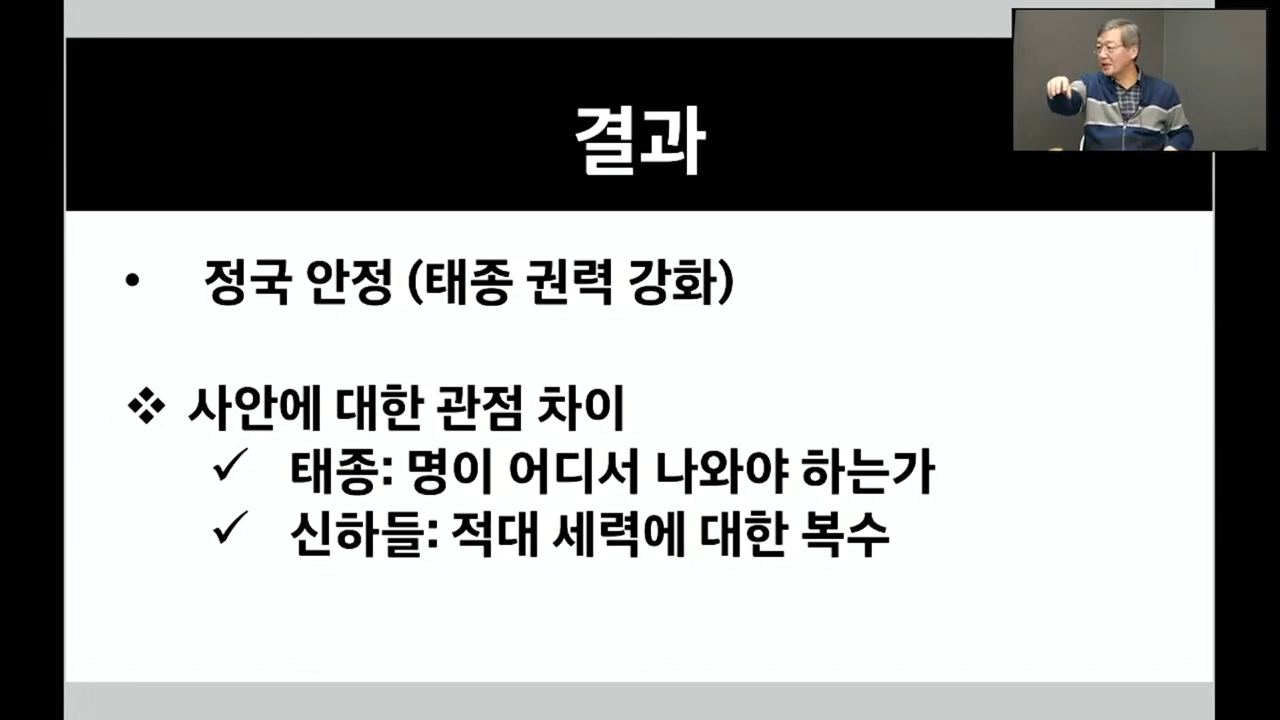 결과
• 정국 안정 (태종 권력 강화)
❖ 사안에 대한 관점 차이
✓ 태종: 명이 어디서 나와야 하는가
✓ 신하들: 적대 세력에 대한 복수